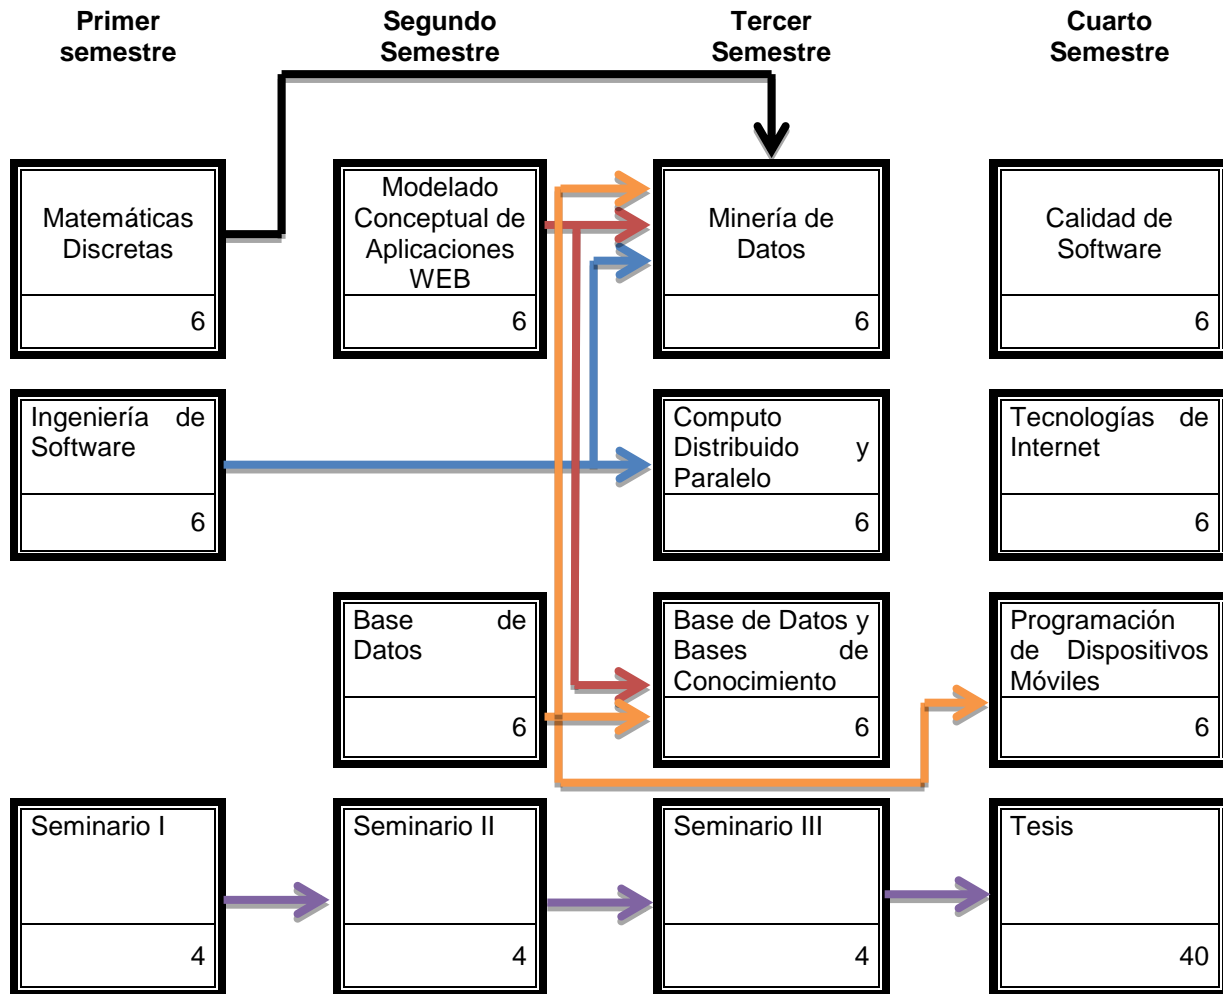 Primer
semestre
Segundo
Semestre
Tercer
Semestre
Cuarto
Semestre
Matemáticas
Discretas
6
Modelado
Conceptual de
Aplicaciones
WEB
6
Minería de
Datos
6
Calidad de
Software
6
Ingeniería de
Software
6
Computo
Distribuido y
Paralelo
6
Tecnologías de
Internet
6
Base de
Datos
6
Base de Datos y
Bases de
Conocimiento
6
Programación
de Dispositivos
Móviles
6
Seminario I
4
Seminario II
4
Seminario III
4
Tesis
40